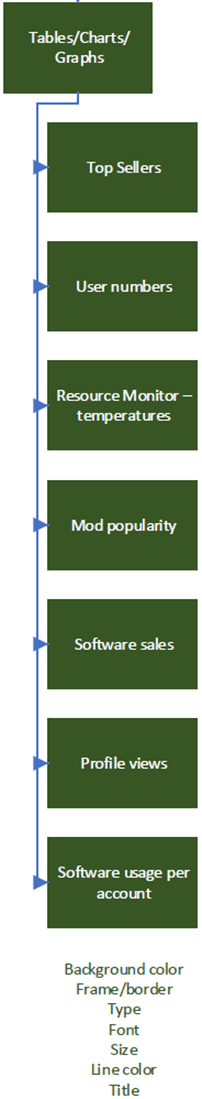 Tables/Charts/
Graphs
Top Sellers
User numbers
Resource Monitor –
temperatures
Mod popularity
Software sales
Profile views
Software usage per
account
Background color
Frame/border
Type
Font
Size
Line color
Title